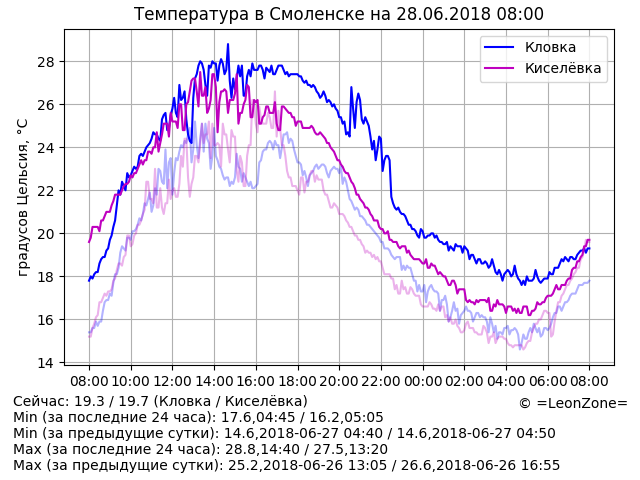 Температура в Смоленске на 28.06.2018 08:00
Кловка
Киселёвка
градусов Цельсия, °C
28
26
24
22
20
18
16
14
08:00 10:00 12:00 14:00 16:00 18:00 20:00 22:00 00:00 02:00 04:00 06:00 08:00
Сейчас: 19.3 / 19.7 (Кловка / Киселёвка)
© =LeonZone=
Min (за последние 24 часа): 17.6,04:45 / 16.2,05:05
Min (за предыдущие сутки): 14.6,2018-06-27 04:40 / 14.6,2018-06-27 04:50
Max (за последние 24 часа): 28.8,14:40 / 27.5,13:20
Max (за предыдущие сутки): 25.2,2018-06-26 13:05 / 26.6,2018-06-26 16:55